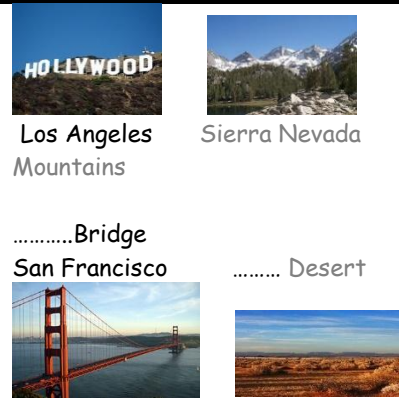 HOLLYWOOD
Los Angeles Sierra Nevada
Mountains
………..Bridge
San Francisco ……… Desert